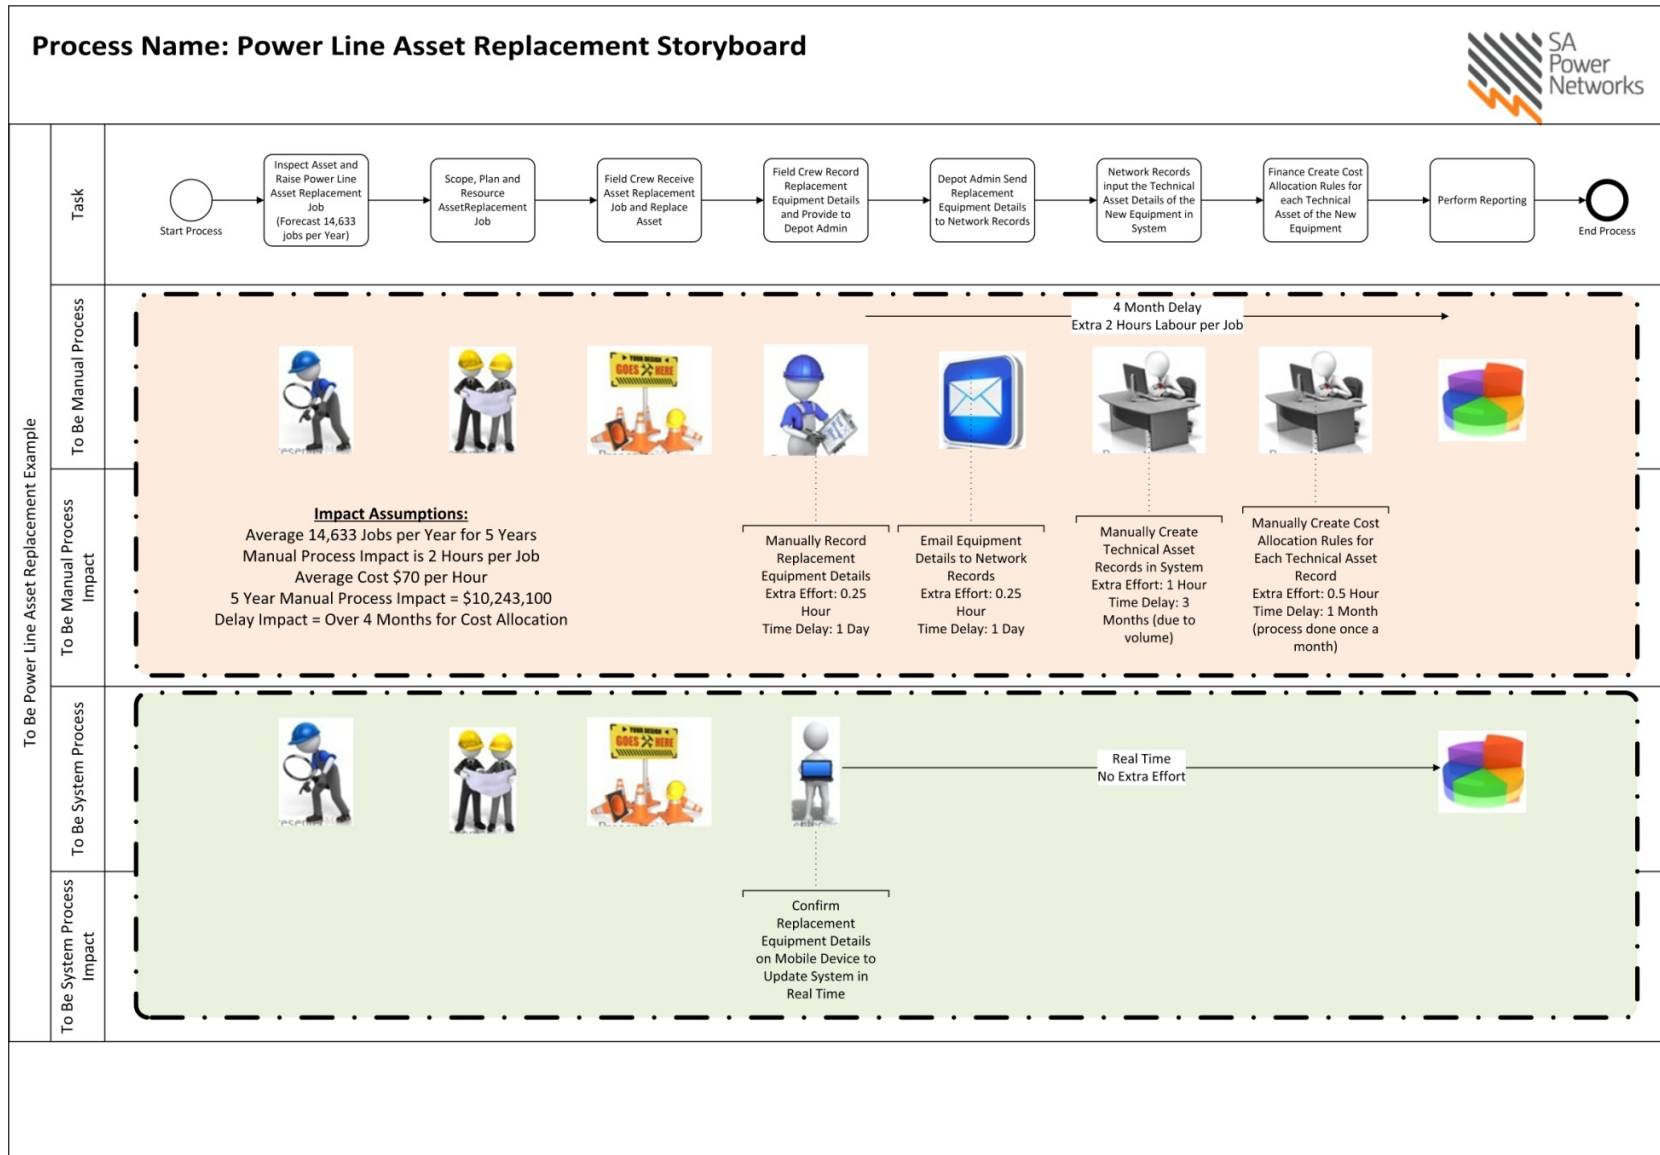 Process Name: Power Line Asset Replacement Storyboard
SA
Power
Networks
To Be Power Line Asset Replacement Example
Task
Start Process
Inspect Asset and
Raise Power Line
Asset Replacement
Job
(Forecast 14,633
jobs per Year)
Scope, Plan and
Resource
AssetReplacement
Job
Field Crew Receive
Asset Replacement
Job and Replace
Asset
Field Crew Record
Replacement
Equipment Details
and Provide to
Depot Admin
Depot Admin Send
Replacement
Equipment Details
to Network Records
Network Records
input the Technical
Asset Details of the
New Equipment in
System
Finance Create Cost
Allocation Rules for
each Technical
Asset of the New
Equipment
Perform Reporting
End Process
To Be Manual Process
4 Month Delay
Extra 2 Hours Labour per Job
YOUR DESIGN
GOES HERE
To Be Manual Process
Impact
Impact Assumptions:
Average 14,633 Jobs per Year for 5 Years
Manual Process Impact is 2 Hours per Job
Average Cost $70 per Hour
5 Year Manual Process Impact = $10,243,100
Delay Impact = Over 4 Months for Cost Allocation
Manually Record
Replacement
Equipment Details
Extra Effort: 0.25
Hour
Time Delay: 1 Day
Email Equipment
Details to Network
Records
Extra Effort: 0.25
Hour
Time Delay: 1 Day
Manually Create
Technical Asset
Records in System
Extra Effort: 1 Hour
Time Delay: 3
Months (due to
volume)
Manually Create Cost
Allocation Rules for
Each Technical Asset
Record
Extra Effort: 0.5 Hour
Time Delay: 1 Month
(process done once a
month)
To Be System Process
YOUR DESIGN
GOES HERE
Real Time
No Extra Effort
To Be System Process
Impact
Confirm
Replacement
Equipment Details
on Mobile Device to
Update System in
Real Time